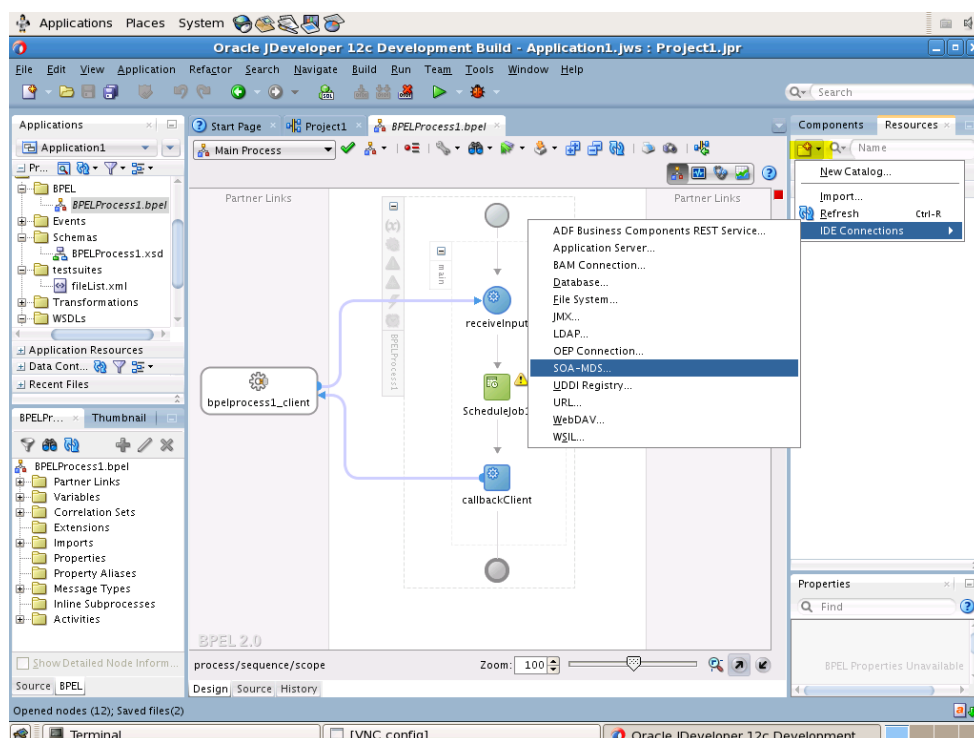 Applications Places System
Oracle JDeveloper 12c Development Build - Application1.jws : Project1.jpr
File Edit View Application Refactor Search Navigate Build Run Team Tools Window Help
Search
Applications
Application1
Pr...
BPEL
BPELProcess1.bpel
Events
Schemas
BPELProcess1.xsd
testsuites
fileList.xml
Transformations
WSDLs
Application Resources
Data Cont...
Recent Files
BPELPr... Thumbnail
BPELProcess1.bpel
Partner Links
Variables
Correlation Sets
Extensions
Imports
Properties
Property Aliases
Message Types
Inline Subprocesses
Activities
Show Detailed Node Inform...
Source BPEL
Start Page Project1 BPELProcess1.bpel
Main Process
SQL
Partner Links
Partner Links
(x)
main
BPELProcess1
receiveInput
ScheduleJob1
callbackClient
bpelprocess1_client
BPEL 2.0
process/sequence/scope
Zoom: 100
Design Source History
ADF Business Components REST Service...
Application Server...
BAM Connection...
Database...
File System...
JMX...
LDAP...
OEP Connection...
SOA-MDS...
UDDI Registry...
URL...
WebDAV...
WSIL...
Components Resources
Name
New Catalog...
Import...
Refresh Ctrl-R
IDE Connections
Properties
Find
BPEL Properties Unavailable
Opened nodes (12); Saved files(2)
Terminal
[VNC config]
Oracle JDeveloper 12c Development